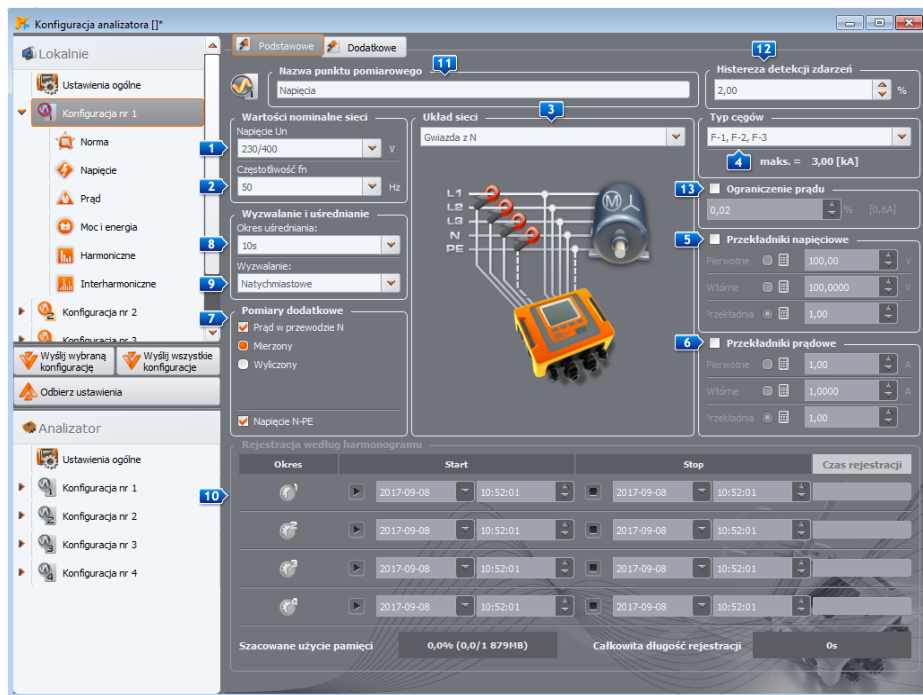 Konfiguracja analizatora []*
Lokalnie
Ustawienia ogólne
Konfiguracja nr 1
Norma
Napięcie
Prąd
Moc i energia
Harmoniczne
Interharmoniczne
Konfiguracja nr 2
Konfiguracja nr 3
Wyślij wybraną konfigurację
Wyślij wszystkie konfiguracje
Odbierz ustawienia
Analizator
Ustawienia ogólne
Konfiguracja nr 1
Konfiguracja nr 2
Konfiguracja nr 3
Konfiguracja nr 4
Podstawowe
Dodatkowe
Nazwa punktu pomiarowego
11
Napięcia
12
Histereza detekcji zdarzeń
2,00 %
Wartości nominalne sieci
Napięcie Un
1
230/400 V
Częstotliwość fn
2
50 Hz
Wyzwalanie i uśrednianie
Okres uśredniania:
8
10s
Wyzwalanie:
9
Natychmiastowe
7
Pomiary dodatkowe
Prąd w przewodzie N
Mierzony
Wyliczony
Napięcie N-PE
Układ sieci
3
Gwiazda z N
L1
L2
L3
N
PE
M
Typ cęgów
F-1, F-2, F-3
4
maks. = 3,00 [kA]
13
Ograniczenie prądu
0,02 % [0,6A]
5
Przekładniki napięciowe
Pierwotne 100,00 V
Wtórne 100,0000 V
Przekładnia 1,00
6
Przekładniki prądowe
Pierwotne 1,00 A
Wtórne 1,0000 A
Przekładnia 1,00
Rejestracja według harmonogramu
Okres Start Stop Czas rejestracji
10
1 2017-09-08 10:52:01 2017-09-08 10:52:01
2 2017-09-08 10:52:01 2017-09-08 10:52:01
3 2017-09-08 10:52:01 2017-09-08 10:52:01
4 2017-09-08 10:52:01 2017-09-08 10:52:01
Szacowane użycie pamięci 0,0% (0,0/1 879MB) Całkowita długość rejestracji 0s